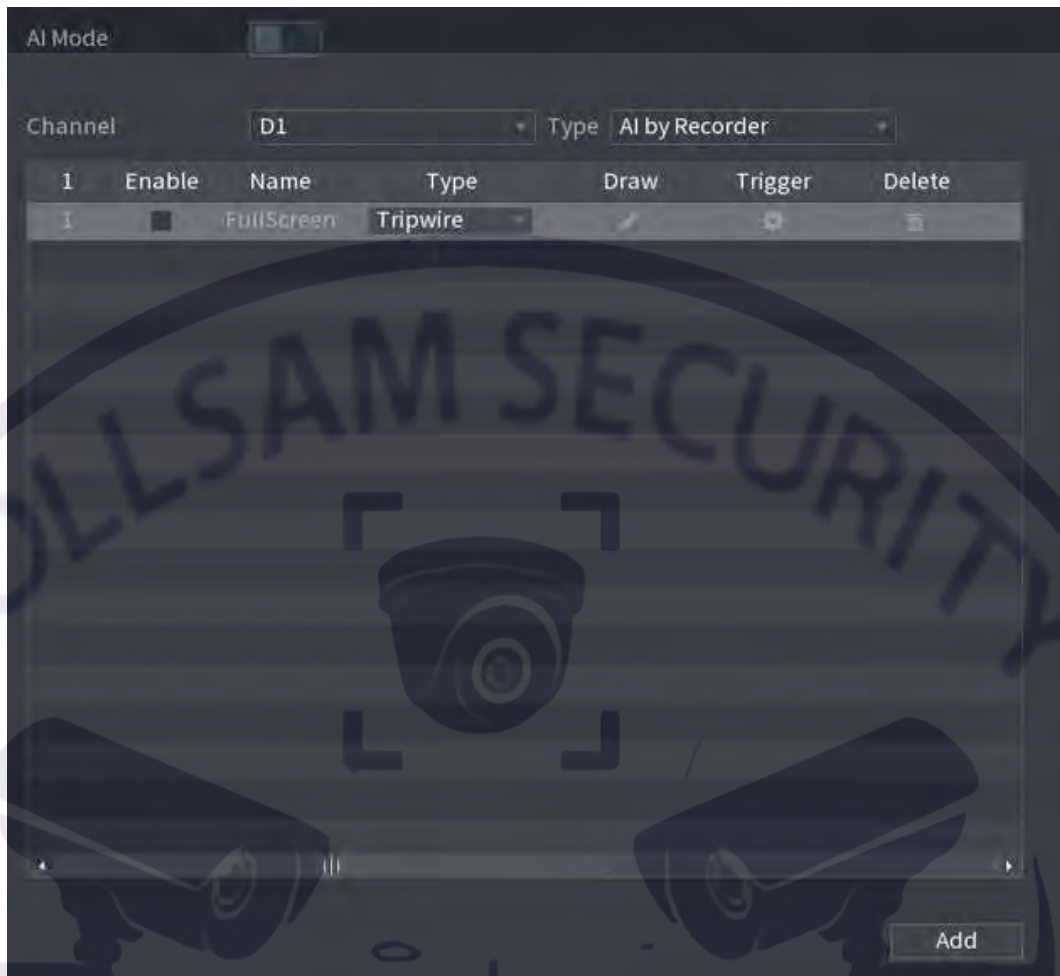 AI Mode
Channel D1 Type AI by Recorder
1 Enable Name Type Draw Trigger Delete
1 FullScreen Tripwire
OLLSAM SECURITY
Add